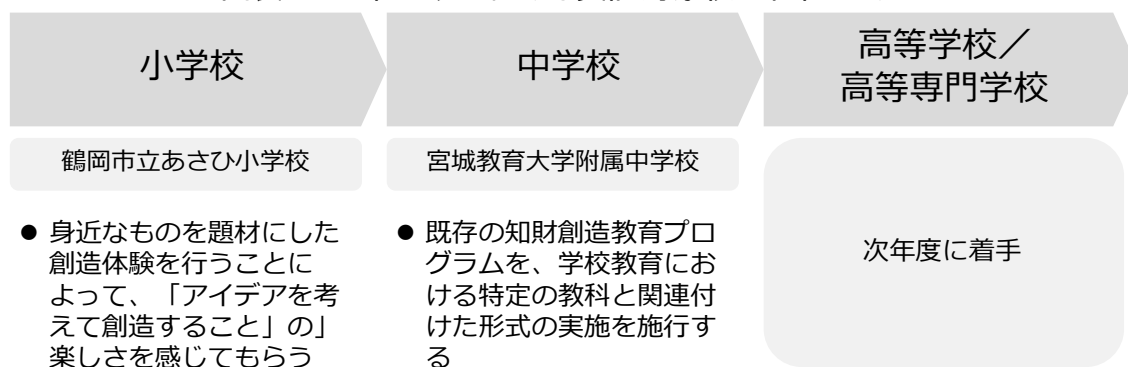 小学校
中学校
高等学校／
高等専門学校
鶴岡市立あさひ小学校
宮城教育大学附属中学校
● 身近なものを題材にした
創造体験を行うことに
よって、「アイデアを考
えて創造すること」の」
楽しさを感じてもらう
● 既存の知財創造教育プロ
グラムを、学校教育にお
ける特定の教科と関連付
けた形式の実施を施行す
る
次年度に着手